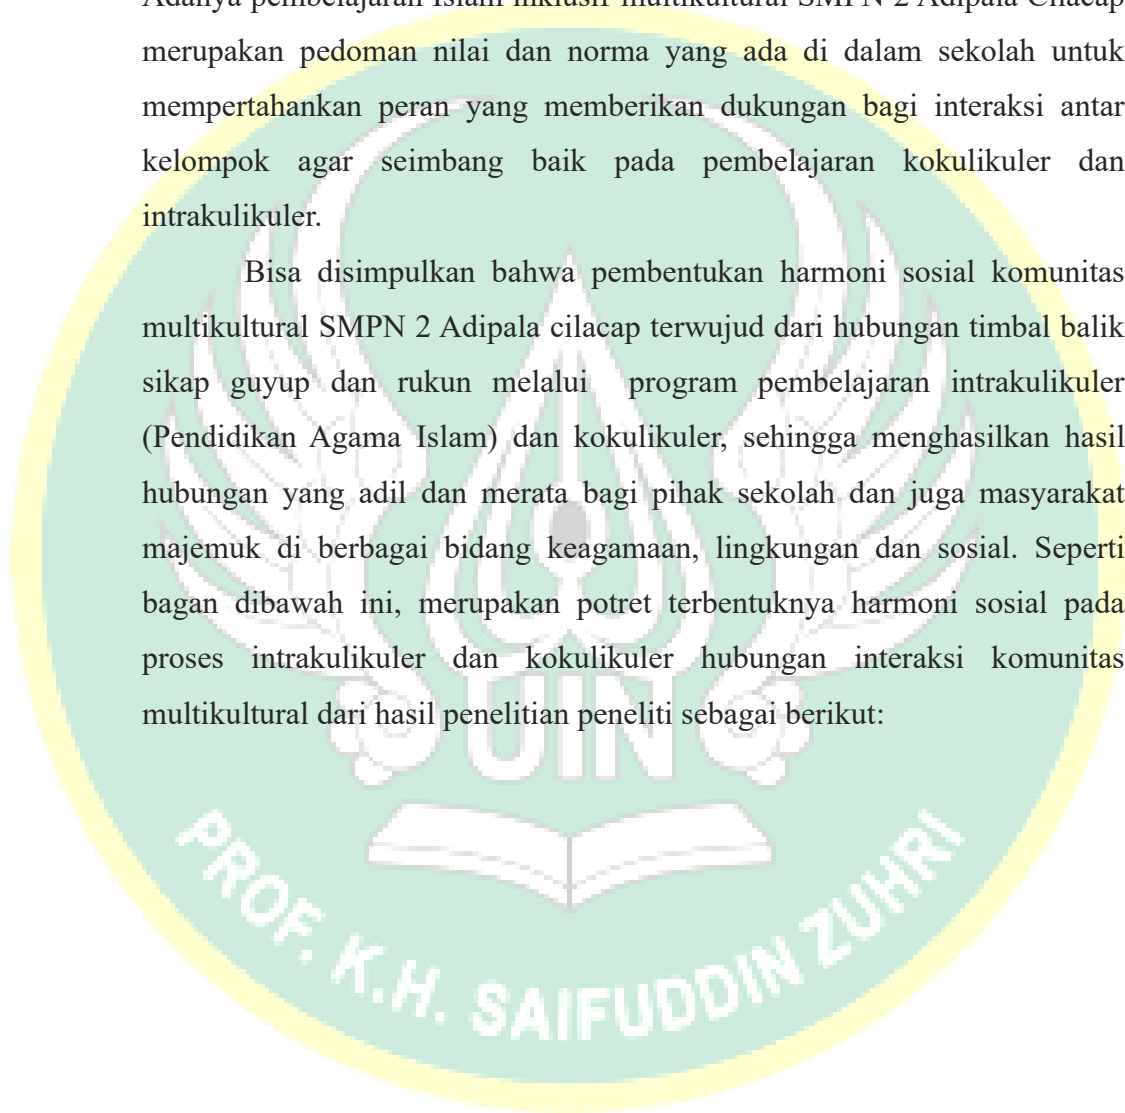 Adanya pembelajaran Islam inklusif multikultural SMPN 2 Adipala Cilacap
merupakan pedoman nilai dan norma yang ada di dalam sekolah untuk
mempertahankan peran yang memberikan dukungan bagi interaksi antar
kelompok agar seimbang baik pada pembelajaran kokulikuler dan
intrakulikuler.
Bisa disimpulkan bahwa pembentukan harmoni sosial komunitas
multikultural SMPN 2 Adipala cilacap terwujud dari hubungan timbal balik
sikap guyup dan rukun melalui program pembelajaran intrakulikuler
(Pendidikan Agama Islam) dan kokulikuler, sehingga menghasilkan hasil
hubungan yang adil dan merata bagi pihak sekolah dan juga masyarakat
majemuk di berbagai bidang keagamaan, lingkungan dan sosial. Seperti
bagan dibawah ini, merupakan potret terbentuknya harmoni sosial pada
proses intrakulikuler dan kokulikuler hubungan interaksi komunitas
multikultural dari hasil penelitian peneliti sebagai berikut:
UIN
PROF. K.H. SAIFUDDIN ZUHRI